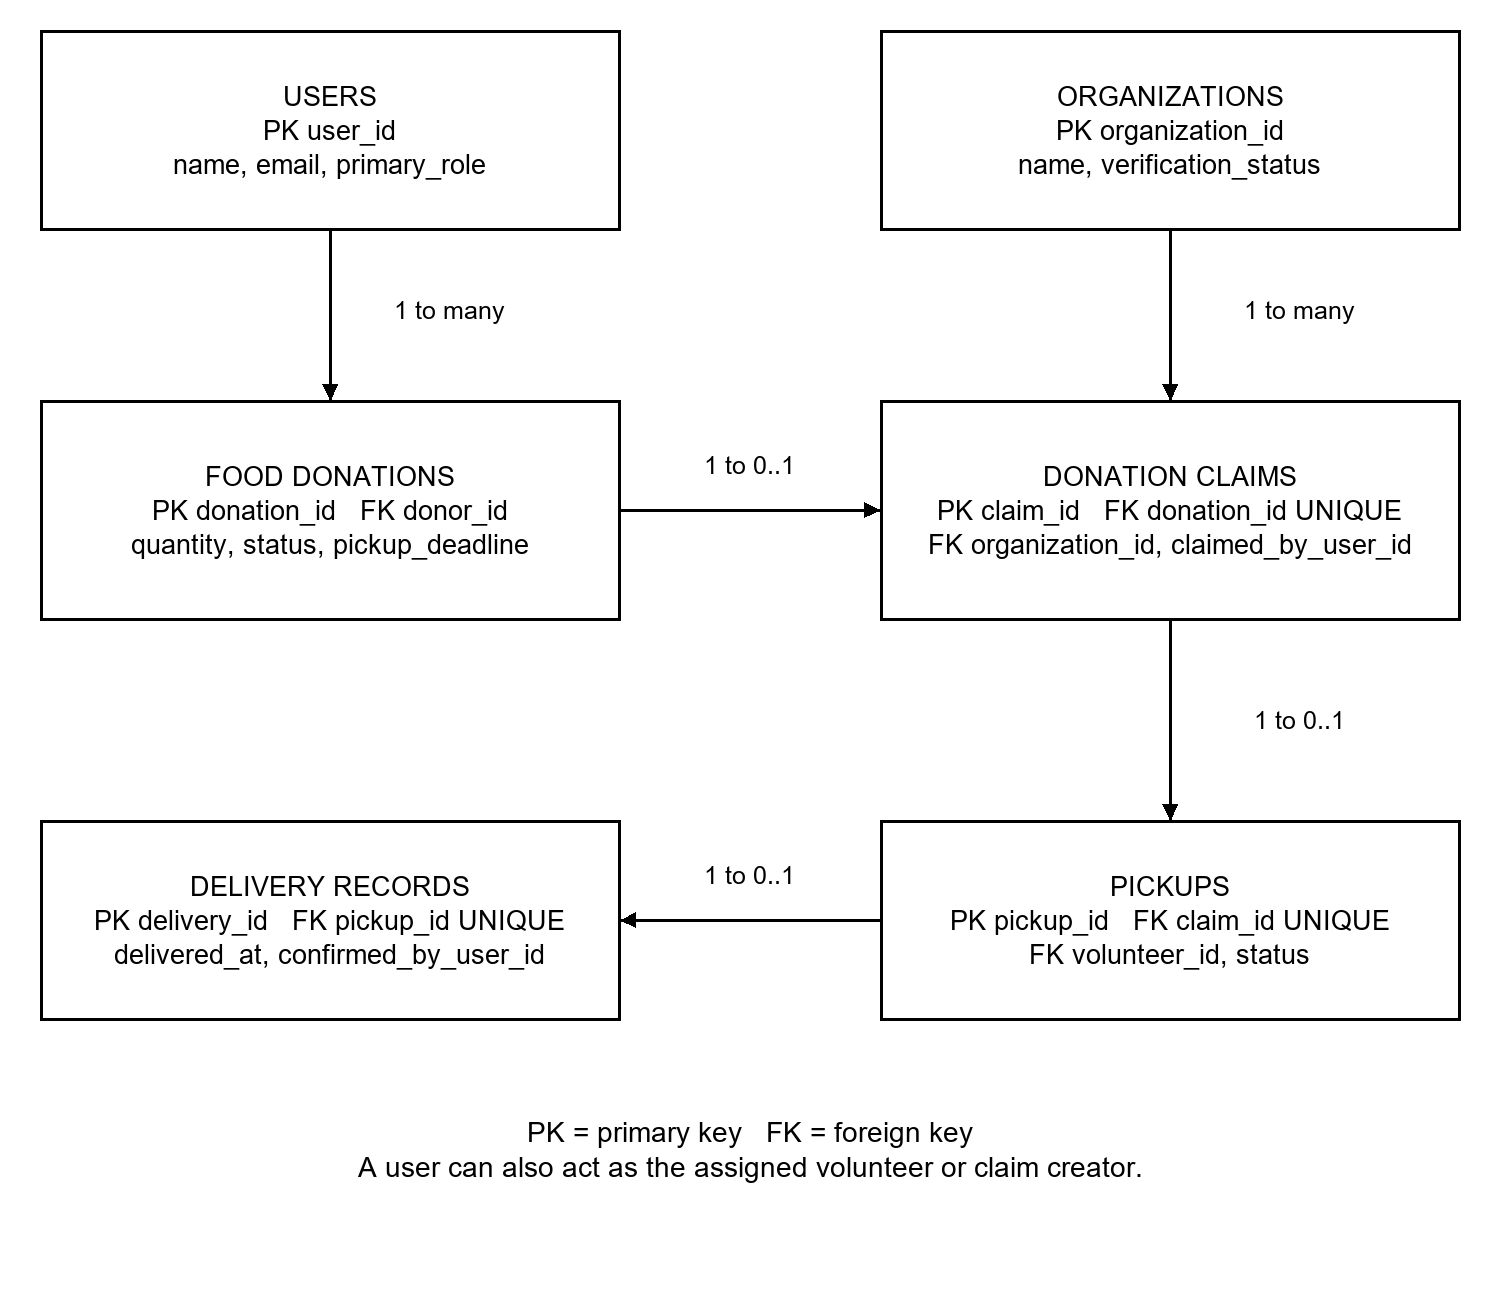 USERS
PK user_id
name, email, primary_role
ORGANIZATIONS
PK organization_id
name, verification_status
1 to many
1 to many
FOOD DONATIONS
PK donation_id   FK donor_id
quantity, status, pickup_deadline
1 to 0..1
DONATION CLAIMS
PK claim_id   FK donation_id UNIQUE
FK organization_id, claimed_by_user_id
1 to 0..1
DELIVERY RECORDS
PK delivery_id   FK pickup_id UNIQUE
delivered_at, confirmed_by_user_id
1 to 0..1
PICKUPS
PK pickup_id   FK claim_id UNIQUE
FK volunteer_id, status
PK = primary key   FK = foreign key
A user can also act as the assigned volunteer or claim creator.